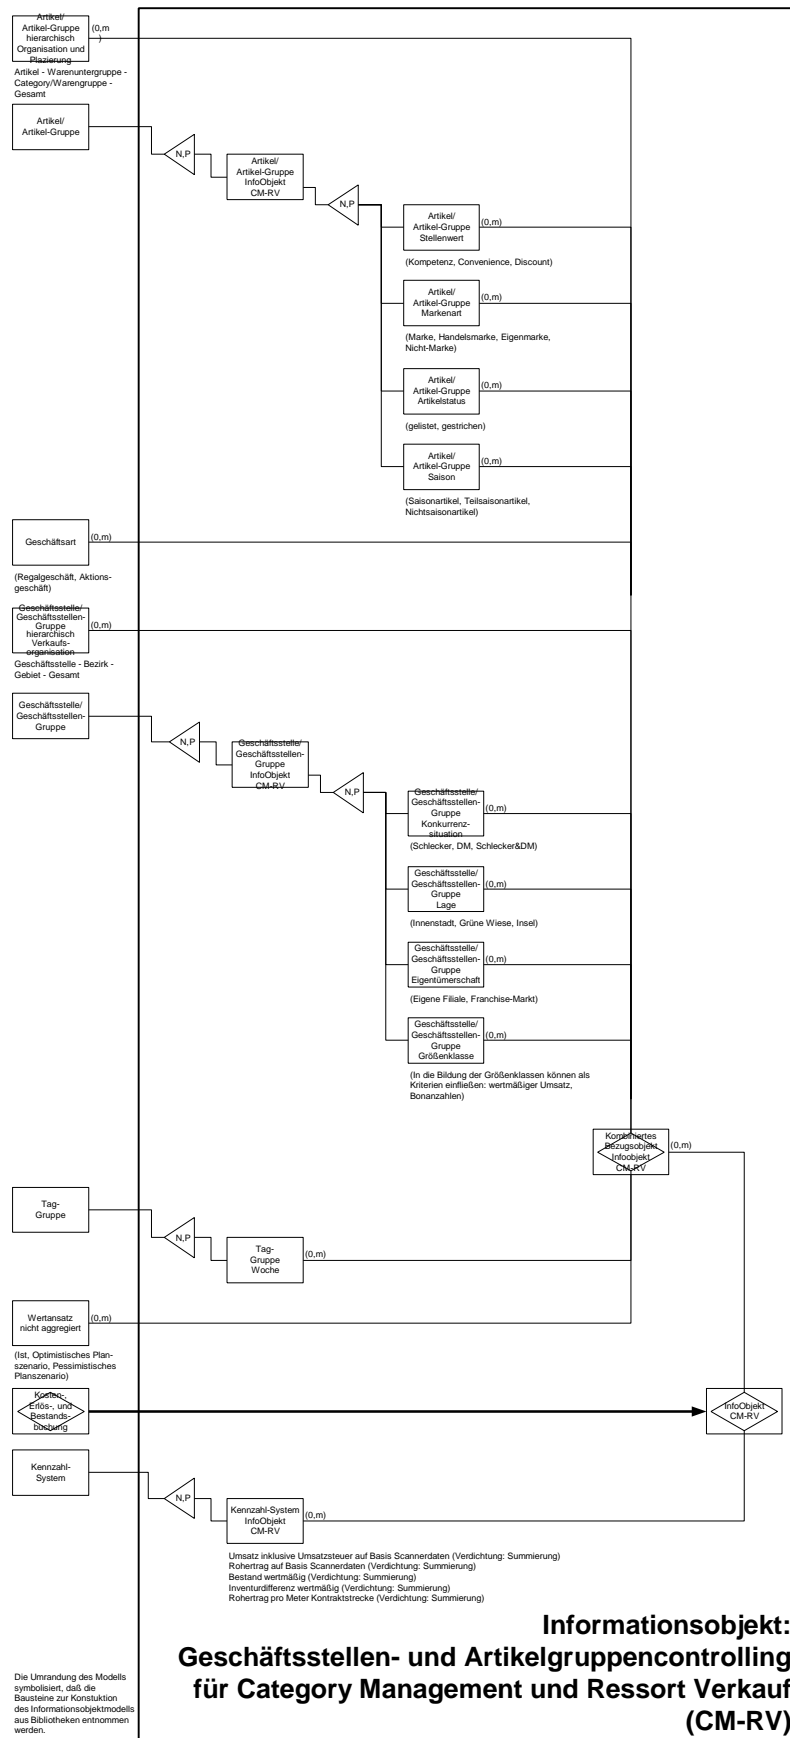 Artikel/
Artikel-Gruppe
hierarchisch
Organisation und
Plazierung
(0,m
)
Artikel - Warenuntergruppe -
Category/Warengruppe -
Gesamt
Artikel/
Artikel-Gruppe
N,P
Artikel/
Artikel-Gruppe
InfoObjekt
CM-RV
N,P
Artikel/
Artikel-Gruppe
Stellenwert
(0,m)
(Kompetenz, Convenience, Discount)
Artikel/
Artikel-Gruppe
Markenart
(0,m)
(Marke, Handelsmarke, Eigenmarke,
Nicht-Marke)
Artikel/
Artikel-Gruppe
Artikelstatus
(0,m)
(gelistet, gestrichen)
Artikel/
Artikel-Gruppe
Saison
(0,m)
(Saisonartikel, Teilsaisonartikel,
Nichtsaisonartikel)
Geschäftsart
(0,m)
(Regalgeschäft, Aktions-
geschäft)
Geschäftsstelle/
Geschäftsstellen-
Gruppe
hierarchisch
Verkaufs-
organisation
(0,m)
Geschäftsstelle - Bezirk -
Gebiet - Gesamt
Geschäftsstelle/
Geschäftsstellen-
Gruppe
N,P
Geschäftsstelle/
Geschäftsstellen-
Gruppe
InfoObjekt
CM-RV
N,P
Geschäftsstelle/
Geschäftsstellen-
Gruppe
Konkurrenz-
situation
(0,m)
(Schlecker, DM, Schlecker&DM)
Geschäftsstelle/
Geschäftsstellen-
Gruppe
Lage
(0,m)
(Innenstadt, Grüne Wiese, Insel)
Geschäftsstelle/
Geschäftsstellen-
Gruppe
Eigentümerschaft
(0,m)
(Eigene Filiale, Franchise-Markt)
Geschäftsstelle/
Geschäftsstellen-
Gruppe
Größenklasse
(0,m)
(In die Bildung der Größenklassen können als
Kriterien einfließen: wertmäßiger Umsatz,
Bonanzahlen)
Kombiniertes
Bezugsobjekt
Infoobjekt
CM-RV
(0,m)
Tag-
Gruppe
N,P
Tag-
Gruppe
Woche
(0,m)
Wertansatz
nicht aggregiert
(0,m)
(Ist, Optimistisches Plan-
szenario, Pessimistisches
Planszenario)
Kosten-,
Erlös-, und
Bestands-
buchung
InfoObjekt
CM-RV
Kennzahl-
System
N,P
Kennzahl-System
InfoObjekt
CM-RV
(0,m)
Umsatz inklusive Umsatzsteuer auf Basis Scannerdaten (Verdichtung: Summierung)
Rohertrag auf Basis Scannerdaten (Verdichtung: Summierung)
Bestand wertmäßig (Verdichtung: Summierung)
Inventurdifferenz wertmäßig (Verdichtung: Summierung)
Rohertrag pro Meter Kontraktstrecke (Verdichtung: Summierung)
Informationsobjekt:
Geschäftsstellen- und Artikelgruppencontrolling
für Category Management und Ressort Verkauf
(CM-RV)
Die Umrandung des Modells
symbolisiert, daß die
Bausteine zur Konstuktion
des Informationsobjektmodells
aus Bibliotheken entnommen
werden.